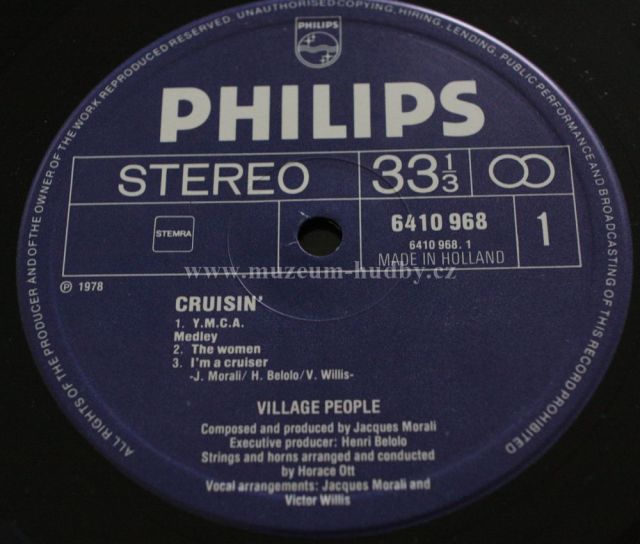 ALL RIGHTS OF THE PRODUCER AND OF THE OWNER OF THE WORK REPRODUCED RESERVED. UNAUTHORISED COPYING, HIRING, LENDING, PUBLIC PERFORMANCE AND BROADCASTING OF THIS RECORD PROHIBITED
PHILIPS
PHILIPS
STEREO 33 1/3
STEMRA 6410 968 1
6410 968. 1
MADE IN HOLLAND
www.muzeum-hudby.cz
℗ 1978
CRUISIN'
1. Y.M.C.A.
Medley
2. The women
3. I'm a cruiser
-J. Morali/ H. Belolo/V. Willis-
VILLAGE PEOPLE
Composed and produced by Jacques Morali
Executive producer: Henri Belolo
Strings and horns arranged and conducted
by Horace Ott
Vocal arrangements: Jacques Morali and
Victor Willis